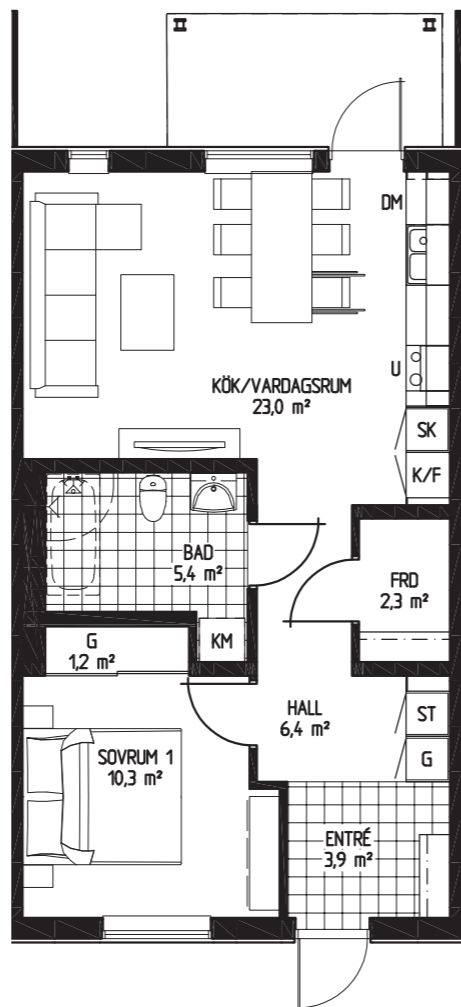 DM
U
KÖK/VARDAGSRUM
23,0 m²
SK
K/F
BAD
5,4 m²
FRD
2,3 m²
KM
G
1,2 m²
HALL
6,4 m²
ST
G
SOVRUM 1
10,3 m²
ENTRÉ
3,9 m²